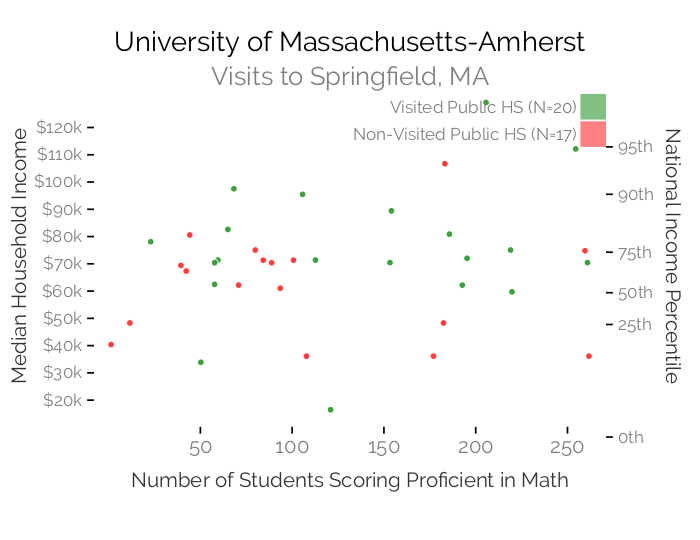 University of Massachusetts-Amherst
Visits to Springfield, MA
Visited Public HS (N=20)
Non-Visited Public HS (N=17)
Median Household Income
$120k
$110k
$100k
$90k
$80k
$70k
$60k
$50k
$40k
$30k
$20k
95th
90th
75th
50th
25th
0th
National Income Percentile
50
100
150
200
250
Number of Students Scoring Proficient in Math